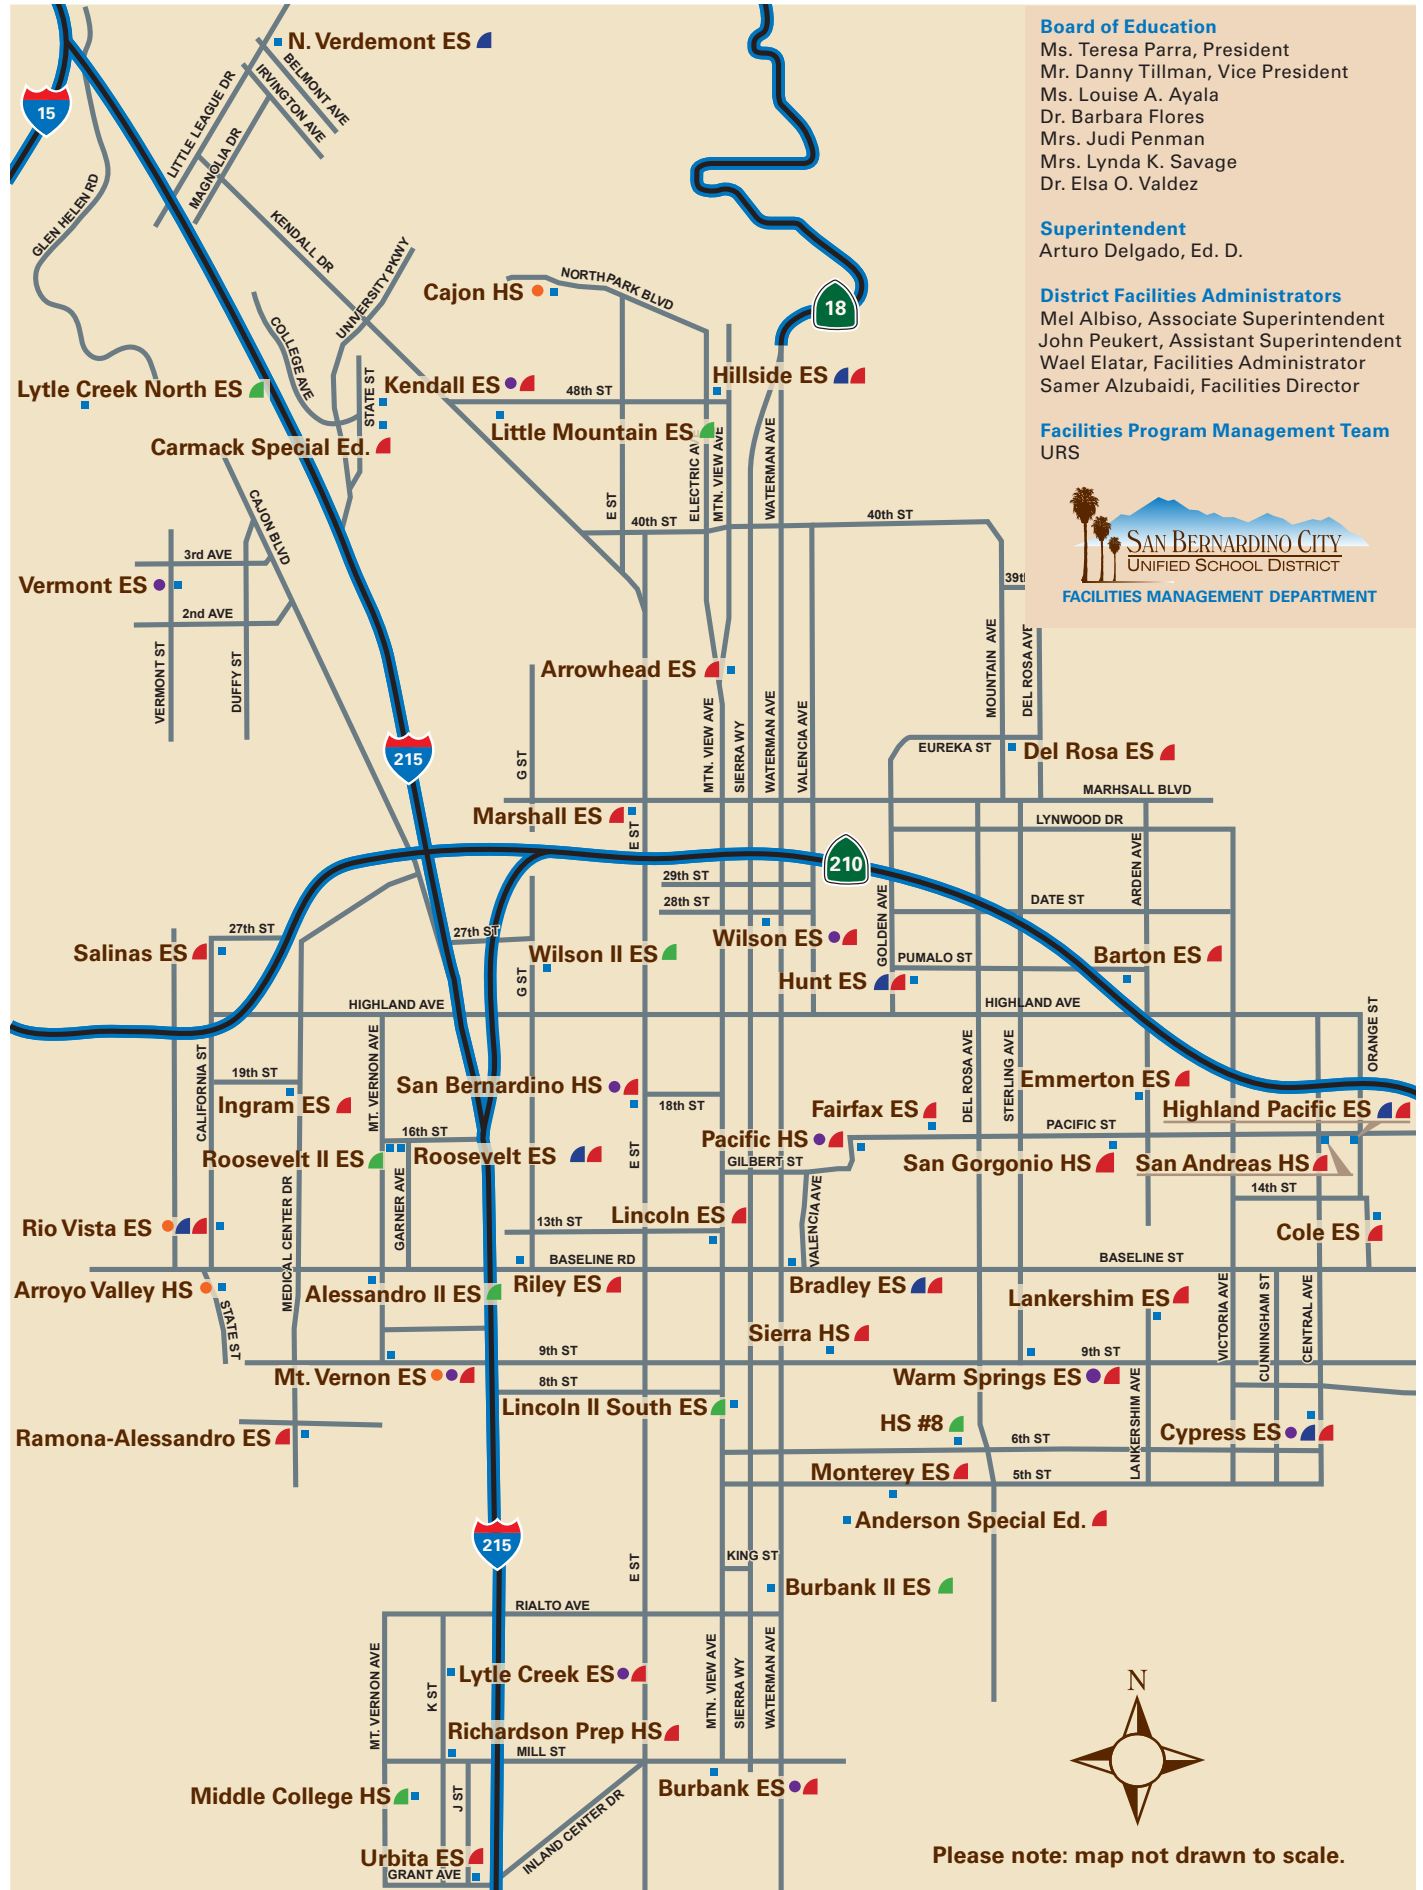 Board of Education
Ms. Teresa Parra, President
Mr. Danny Tillman, Vice President
Ms. Louise A. Ayala
Dr. Barbara Flores
Mrs. Judi Penman
Mrs. Lynda K. Savage
Dr. Elsa O. Valdez
Superintendent
Arturo Delgado, Ed. D.
District Facilities Administrators
Mel Albiso, Associate Superintendent
John Peukert, Assistant Superintendent
Wael Elatar, Facilities Administrator
Samer Alzubaidi, Facilities Director
Facilities Program Management Team
URS
SAN BERNARDINO CITY
UNIFIED SCHOOL DISTRICT
FACILITIES MANAGEMENT DEPARTMENT
N. Verdemont ES
BELMONT AVE
IRVINGTON AVE
LITTLE LEAGUE DR
MAGNOLIA DR
15
GLEN HELEN RD
KENDALL DR
UNIVERSITY PKWY
Cajon HS
NORTHPARK BLVD
18
COLLEGE AVE
STATE ST
Lytle Creek North ES
Kendall ES
48th ST
Hillside ES
Little Mountain ES
Carmack Special Ed.
ELECTRIC AVE
MTN. VIEW AVE
WATERMAN AVE
E ST
40th ST
40th ST
CAJON BLVD
3rd AVE
Vermont ES
2nd AVE
VERMONT ST
DUFFY ST
39th
MOUNTAIN AVE
DEL ROSA AVE
Arrowhead ES
MTN. VIEW AVE
SIERRA WY
WATERMAN AVE
VALENCIA AVE
G ST
215
EUREKA ST
Del Rosa ES
MARHSALL BLVD
Marshall ES
E ST
LYNWOOD DR
ARDEN AVE
210
29th ST
28th ST
GOLDEN AVE
DATE ST
27th ST
27th ST
Salinas ES
Wilson II ES
Wilson ES
PUMALO ST
Barton ES
G ST
Hunt ES
HIGHLAND AVE
HIGHLAND AVE
ORANGE ST
MT. VERNON AVE
CALIFORNIA ST
DEL ROSA AVE
STERLING AVE
19th ST
Ingram ES
San Bernardino HS
18th ST
Emmerton ES
Highland Pacific ES
Fairfax ES
PACIFIC ST
16th ST
Roosevelt II ES
Roosevelt ES
E ST
Pacific HS
GILBERT ST
San Gorgonio HS
San Andreas HS
14th ST
MEDICAL CENTER DR
GARNER AVE
VALENCIA AVE
Rio Vista ES
13th ST
Lincoln ES
Cole ES
BASELINE RD
BASELINE ST
Arroyo Valley HS
STATE ST
Alessandro II ES
Riley ES
Bradley ES
Lankershim ES
VICTORIA AVE
CUNNINGHAM ST
CENTRAL AVE
Sierra HS
9th ST
9th ST
Mt. Vernon ES
8th ST
Warm Springs ES
LANKERSHIM AVE
Lincoln II South ES
HS #8
Cypress ES
Ramona-Alessandro ES
6th ST
Monterey ES
5th ST
Anderson Special Ed.
215
KING ST
E ST
Burbank II ES
RIALTO AVE
MT. VERNON AVE
K ST
Lytle Creek ES
MTN. VIEW AVE
SIERRA WY
WATERMAN AVE
Richardson Prep HS
MILL ST
Middle College HS
J ST
Burbank ES
INLAND CENTER DR
Urbita ES
GRANT AVE
N
Please note: map not drawn to scale.